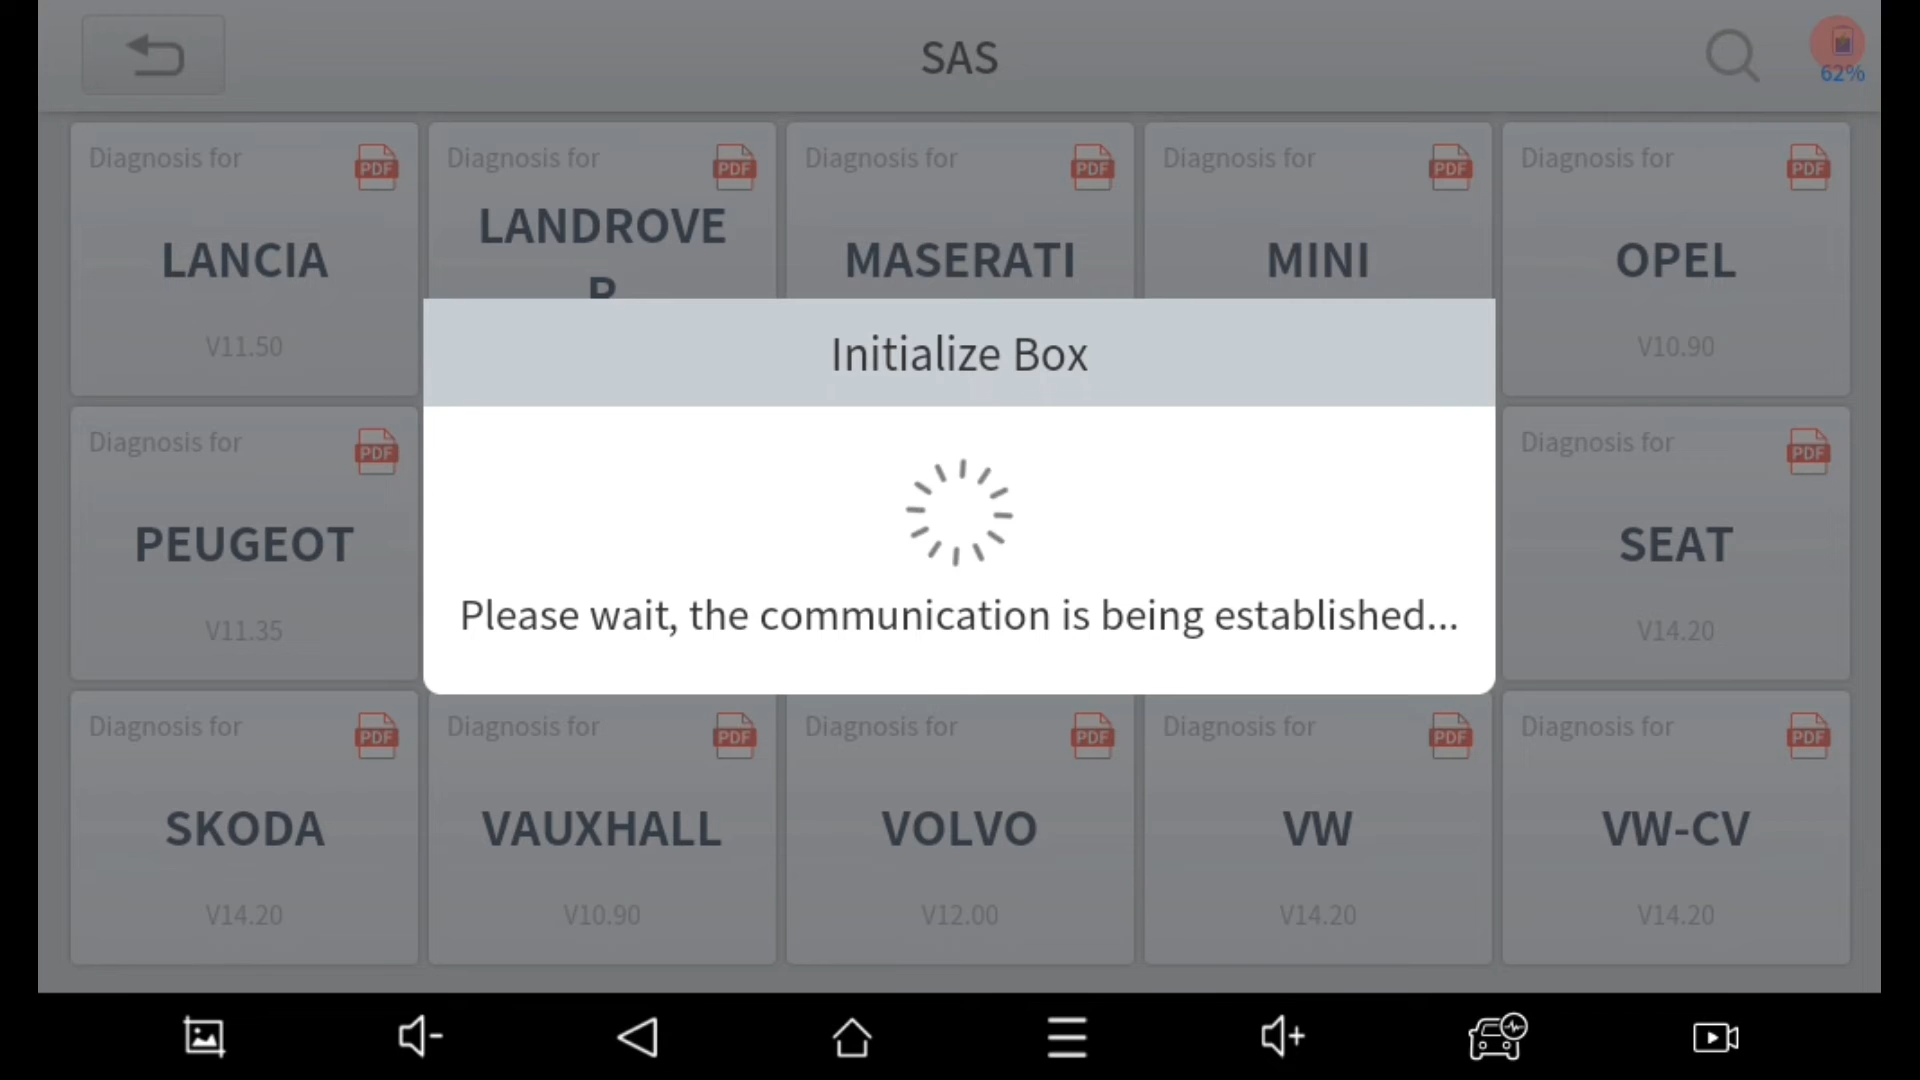 SAS
62%
Diagnosis for
PDF
LANCIA
V11.50
Diagnosis for
PDF
LANDROVE
R
Diagnosis for
PDF
MASERATI
Diagnosis for
PDF
MINI
Diagnosis for
PDF
OPEL
V10.90
Initialize Box
Please wait, the communication is being established...
Diagnosis for
PDF
PEUGEOT
V11.35
Diagnosis for
PDF
SEAT
V14.20
Diagnosis for
PDF
SKODA
V14.20
Diagnosis for
PDF
VAUXHALL
V10.90
Diagnosis for
PDF
VOLVO
V12.00
Diagnosis for
PDF
VW
V14.20
Diagnosis for
PDF
VW-CV
V14.20